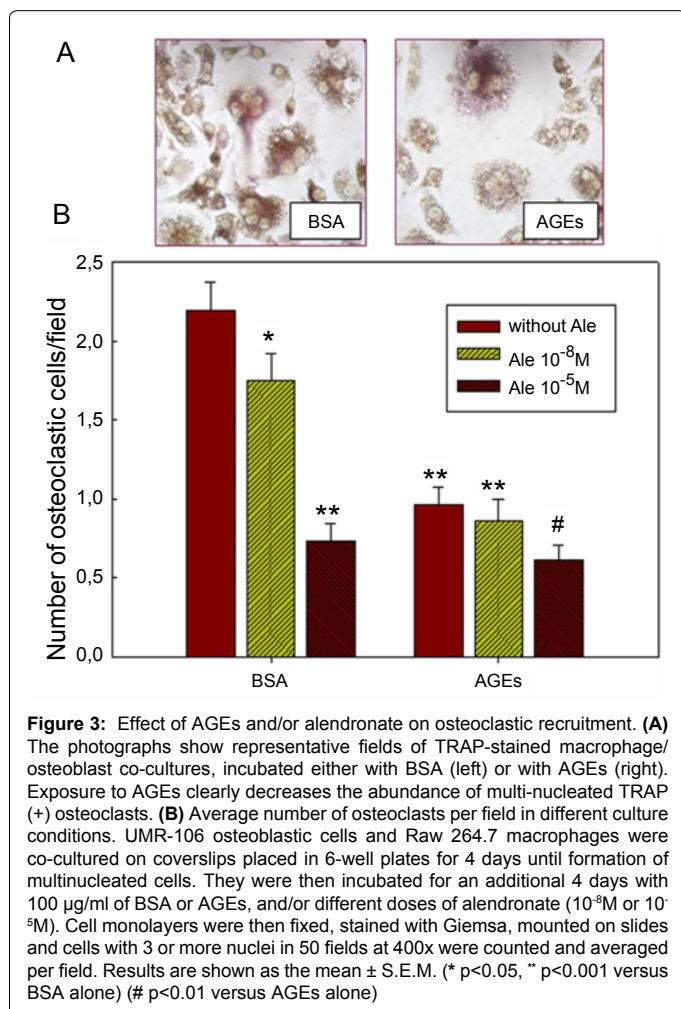 A
BSA
AGEs
B
Number of osteoclastic cells/field
2,5
2,0
1,5
1,0
0,5
0,0
*
**
**
**
#
without Ale
Ale 10⁻⁸M
Ale 10⁻⁵M
BSA
AGEs
Figure 3: Effect of AGEs and/or alendronate on osteoclastic recruitment. (A)
The photographs show representative fields of TRAP-stained macrophage/
osteoblast co-cultures, incubated either with BSA (left) or with AGEs (right).
Exposure to AGEs clearly decreases the abundance of multi-nucleated TRAP
(+) osteoclasts. (B) Average number of osteoclasts per field in different culture
conditions. UMR-106 osteoblastic cells and Raw 264.7 macrophages were
co-cultured on coverslips placed in 6-well plates for 4 days until formation of
multinucleated cells. They were then incubated for an additional 4 days with
100 µg/ml of BSA or AGEs, and/or different doses of alendronate (10⁻⁸M or 10⁻
⁵M). Cell monolayers were then fixed, stained with Giemsa, mounted on slides
and cells with 3 or more nuclei in 50 fields at 400x were counted and averaged
per field. Results are shown as the mean ± S.E.M. (* p<0.05, ** p<0.001 versus
BSA alone) (# p<0.01 versus AGEs alone)